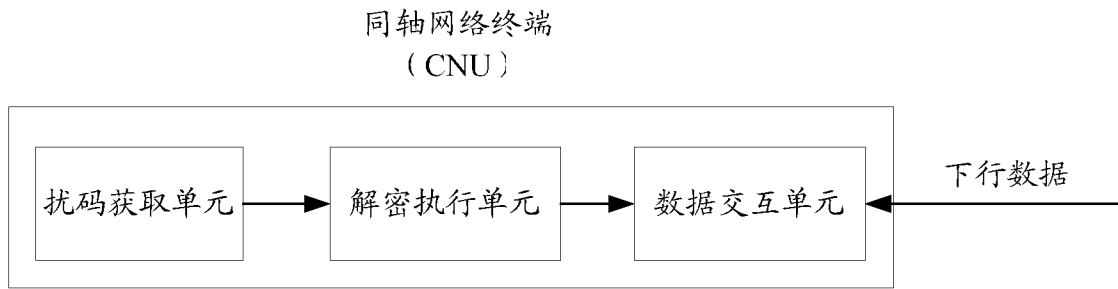 同轴网络终端
（CNU）
扰码获取单元
解密执行单元
数据交互单元
下行数据